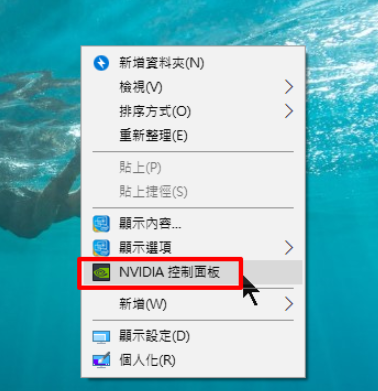 新增資料夾(N)
檢視(V)
排序方式(O)
重新整理(E)
貼上(P)
貼上捷徑(S)
顯示內容...
顯示選項
NVIDIA 控制面板
新增(W)
顯示設定(D)
個人化(R)